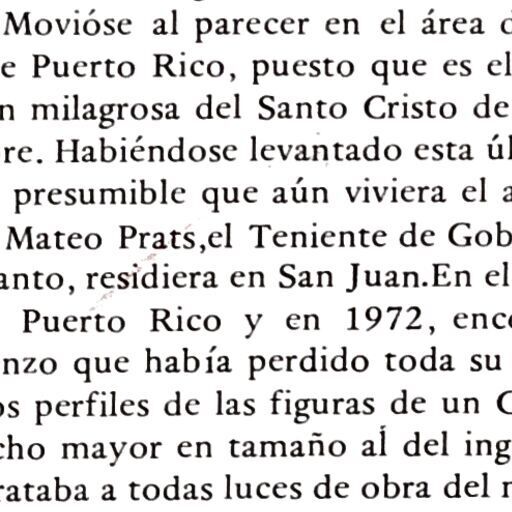 Movióse al parecer en el área d
e Puerto Rico, puesto que es el
n milagrosa del Santo Cristo de
re. Habiéndose levantado esta úl
presumible que aún viviera el a
Mateo Prats,el Teniente de Gob
anto, residiera en San Juan.En el
Puerto Rico y en 1972, enco
nzo que había perdido toda su
os perfiles de las figuras de un C
cho mayor en tamaño al del ing
rataba a todas luces de obra del m